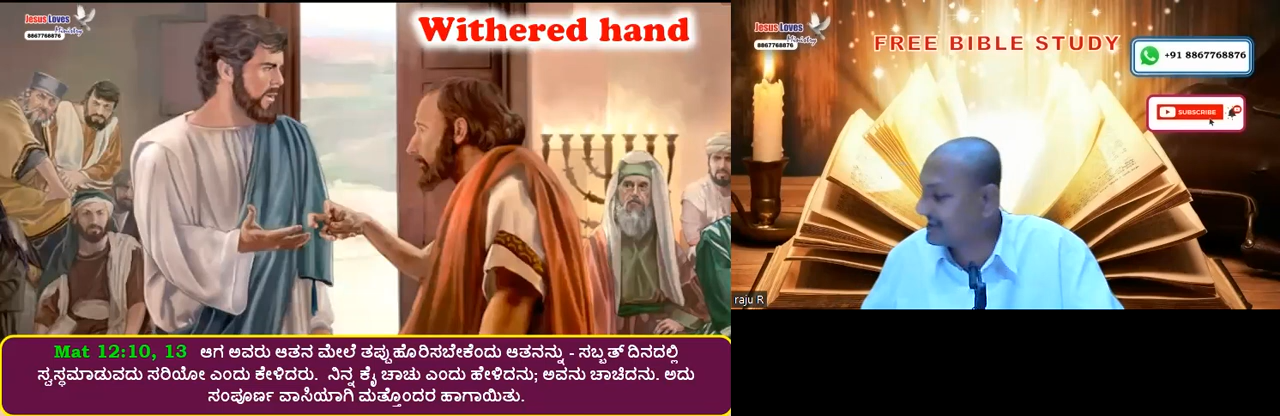 Jesus Loves
Ministry
8867768876
Withered hand
Mat 12:10, 13 ಆಗ ಅವರು ಆತನ ಮೇಲೆ ತಪ್ಪುಹೊರಿಸಬೇಕೆಂದು ಆತನನ್ನು - ಸಬ್ಬತ್ ದಿನದಲ್ಲಿ
ಸ್ವಸ್ಥಮಾಡುವದು ಸರಿಯೋ ಎಂದು ಕೇಳಿದರು. ನಿನ್ನ ಕೈ ಚಾಚು ಎಂದು ಹೇಳಿದನು; ಅವನು ಚಾಚಿದನು. ಅದು
ಸಂಪೂರ್ಣ ವಾಸಿಯಾಗಿ ಮತ್ತೊಂದರ ಹಾಗಾಯಿತು.
Jesus Loves
Ministry
8867768876
FREE BIBLE STUDY
+91 8867768876
SUBSCRIBE
raju R